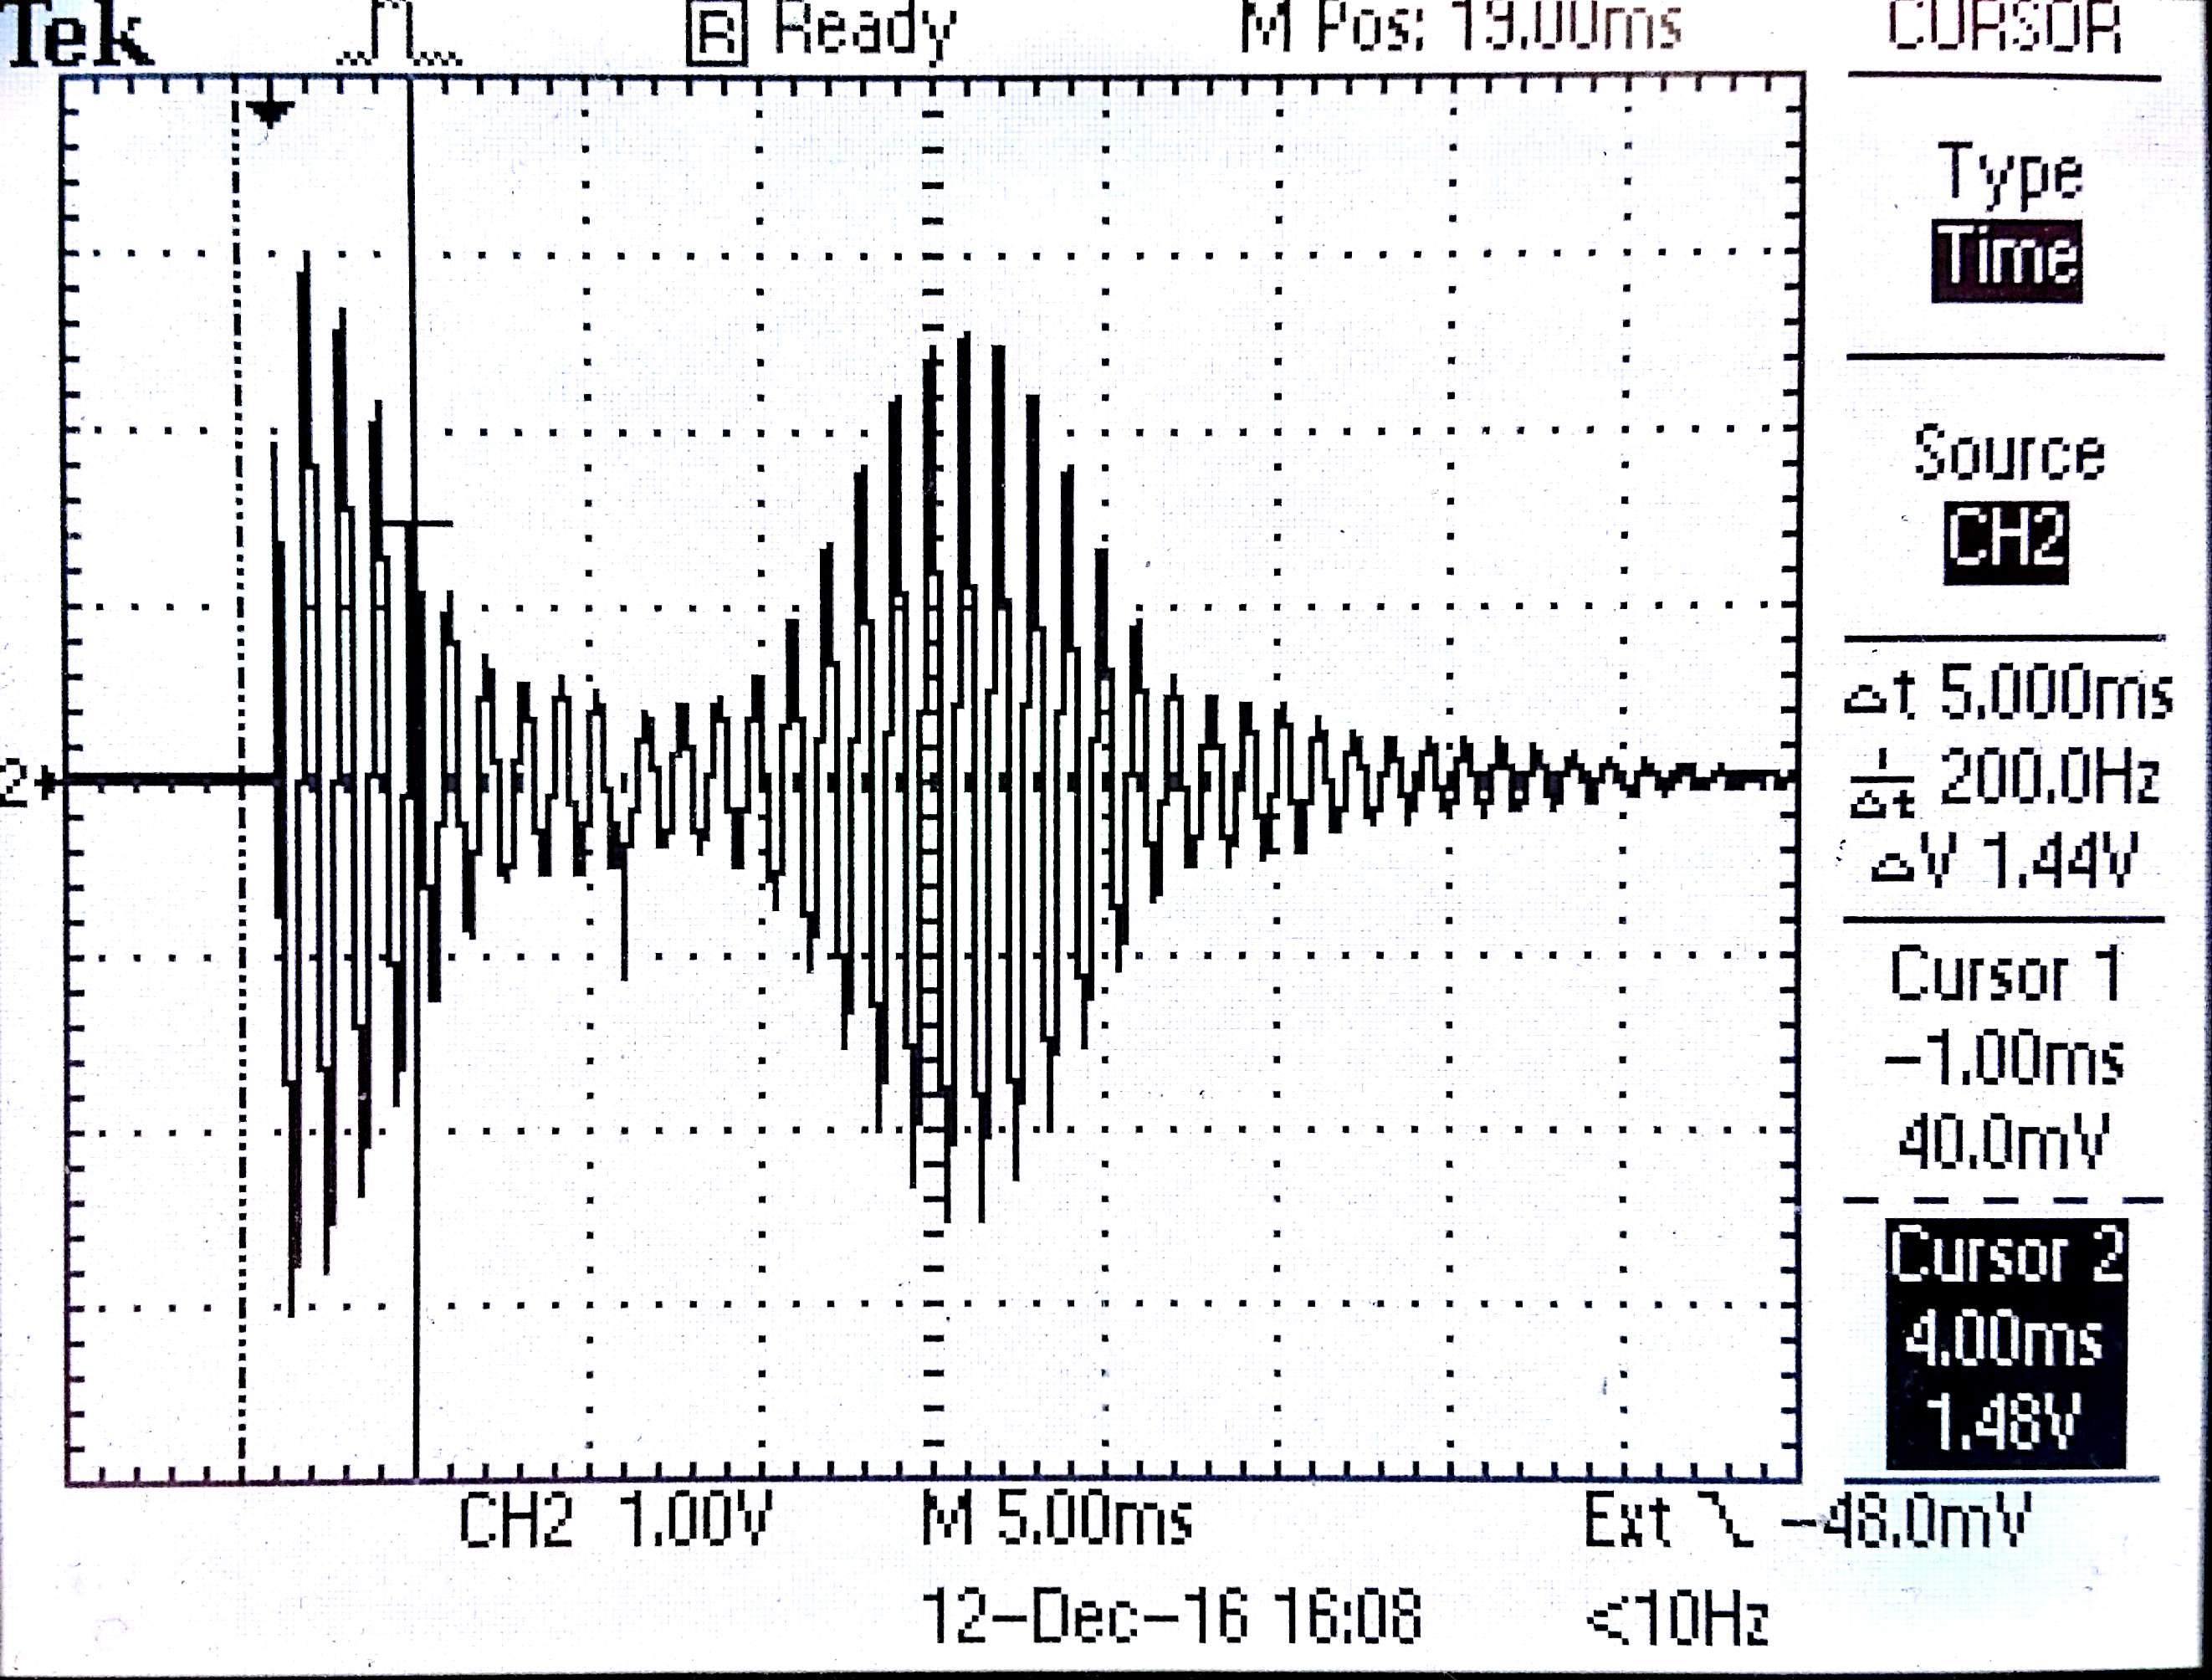 Tek R Ready M Pos: 19.00ms CURSOR
Type
Time
Source
CH2
Δt 5.000ms
1/Δt 200.0Hz
ΔV 1.44V
Cursor 1
-1.00ms
40.0mV
Cursor 2
4.00ms
1.48V
2
CH2 1.00V M 5.00ms Ext -48.0mV
12-Dec-16 16:08 <10Hz